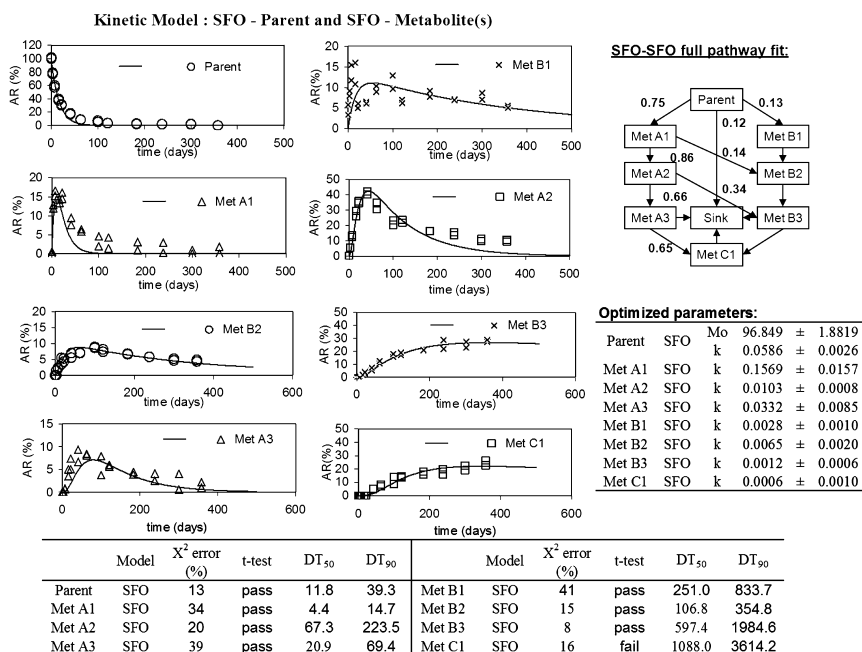 Kinetic Model : SFO - Parent and SFO - Metabolite(s)
AR (%)
120
100
80
60
40
20
0
0 100 200 300 400 500
time (days)
Parent
AR(%)
20
15
10
5
0
0 100 200 300 400 500
time (days)
Met B1
AR (%)
20
15
10
5
0
0 100 200 300 400 500
time (days)
Met A1
AR(%)
50
40
30
20
10
0
0 100 200 300 400 500
time (days)
Met A2
AR(%)
20
15
10
5
0
0 200 400 600
time (days)
Met B2
AR(%)
50
40
30
20
10
0
0 200 400 600
time (days)
Met B3
AR (%)
15
10
5
0
0 200 400 600
time (days)
Met A3
AR(%)
50
40
30
20
10
0
0 200 400 600
time (days)
Met C1
SFO-SFO full pathway fit:
Parent
0.75 0.13
0.12
Met A1 Met B1
0.14
0.86
Met A2 Met B2
0.66 0.34
Met A3 Sink Met B3
0.65
Met C1
Optimized parameters:
Parent SFO Mo 96.849 ± 1.8819
k 0.0586 ± 0.0026
Met A1 SFO k 0.1569 ± 0.0157
Met A2 SFO k 0.0103 ± 0.0008
Met A3 SFO k 0.0332 ± 0.0085
Met B1 SFO k 0.0028 ± 0.0010
Met B2 SFO k 0.0065 ± 0.0020
Met B3 SFO k 0.0012 ± 0.0006
Met C1 SFO k 0.0006 ± 0.0010
Model X² error (%) t-test DT₅₀ DT₉₀ Model X² error (%) t-test DT₅₀ DT₉₀
Parent SFO 13 pass 11.8 39.3 Met B1 SFO 41 pass 251.0 833.7
Met A1 SFO 34 pass 4.4 14.7 Met B2 SFO 15 pass 106.8 354.8
Met A2 SFO 20 pass 67.3 223.5 Met B3 SFO 8 pass 597.4 1984.6
Met A3 SFO 39 pass 20.9 69.4 Met C1 SFO 16 fail 1088.0 3614.2